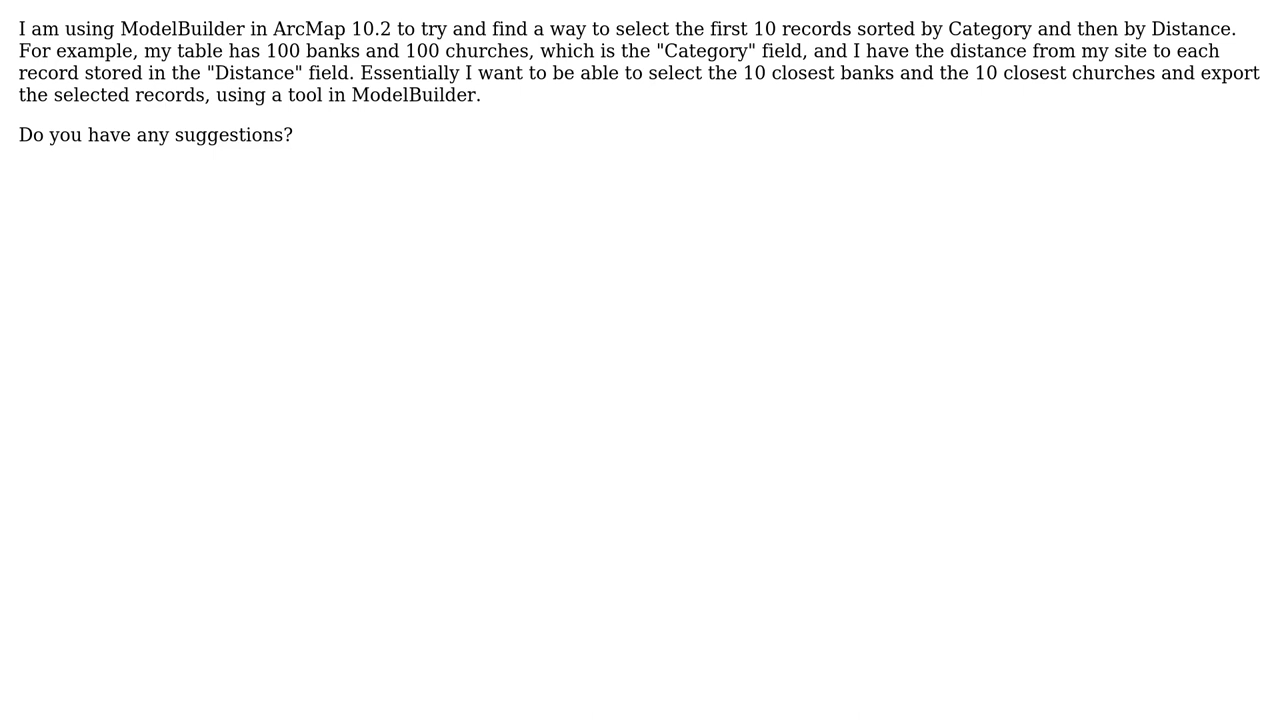 I am using ModelBuilder in ArcMap 10.2 to try and find a way to select the first 10 records sorted by Category and then by Distance.
For example, my table has 100 banks and 100 churches, which is the "Category" field, and I have the distance from my site to each
record stored in the "Distance" field. Essentially I want to be able to select the 10 closest banks and the 10 closest churches and export
the selected records, using a tool in ModelBuilder.
Do you have any suggestions?